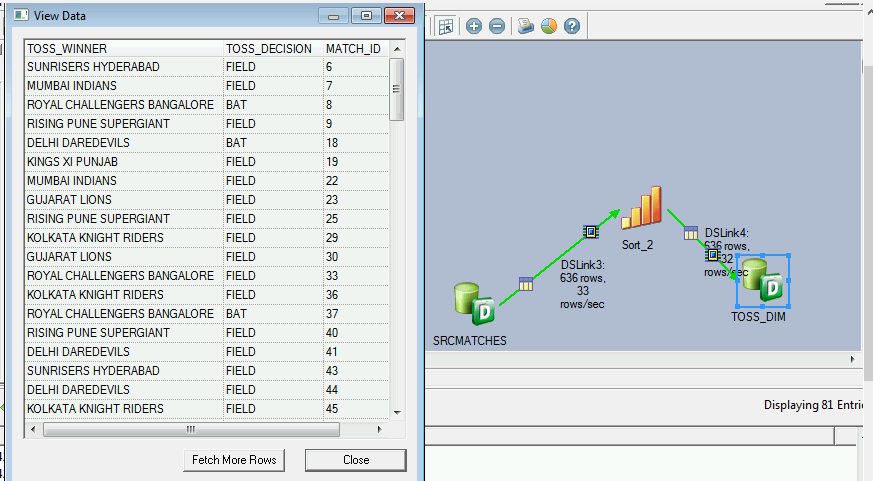 View Data
TOSS_WINNER TOSS_DECISION MATCH_ID
SUNRISERS HYDERABAD FIELD 6
MUMBAI INDIANS FIELD 7
ROYAL CHALLENGERS BANGALORE BAT 8
RISING PUNE SUPERGIANT FIELD 9
DELHI DAREDEVILS BAT 18
KINGS XI PUNJAB FIELD 19
MUMBAI INDIANS FIELD 22
GUJARAT LIONS FIELD 23
RISING PUNE SUPERGIANT FIELD 25
KOLKATA KNIGHT RIDERS FIELD 29
GUJARAT LIONS FIELD 30
ROYAL CHALLENGERS BANGALORE FIELD 33
KOLKATA KNIGHT RIDERS FIELD 36
ROYAL CHALLENGERS BANGALORE BAT 37
RISING PUNE SUPERGIANT FIELD 40
DELHI DAREDEVILS FIELD 41
SUNRISERS HYDERABAD FIELD 43
DELHI DAREDEVILS FIELD 44
KOLKATA KNIGHT RIDERS FIELD 45
Fetch More Rows Close
Sort_2
DSLink4:
636 rows,
32
rows/sec
DSLink3:
636 rows,
33
rows/sec
SRCMATCHES
TOSS_DIM
Displaying 81 Entrie